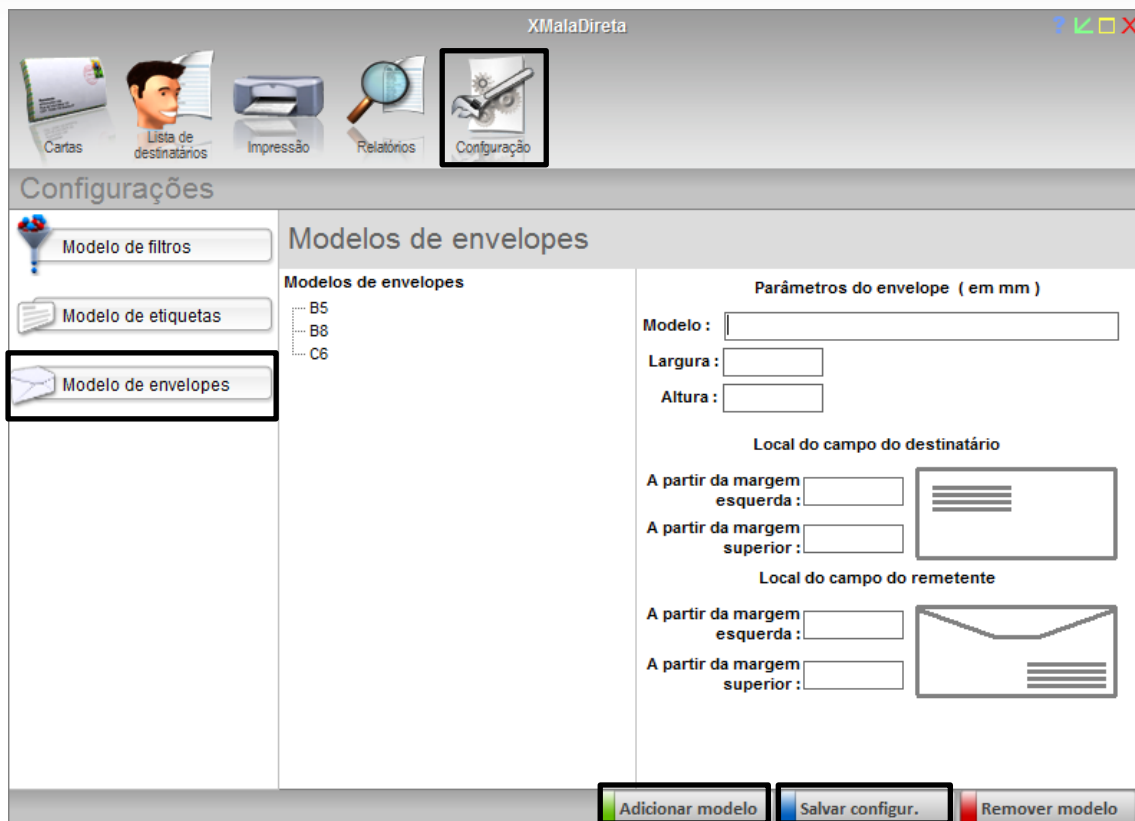 XMalaDireta
?
Cartas
Lista de
destinatários
Impressão
Relatórios
Confguração
Configurações
Modelo de filtros
Modelo de etiquetas
Modelo de envelopes
Modelos de envelopes
Modelos de envelopes
B5
B8
C6
Parâmetros do envelope ( em mm )
Modelo :
Largura :
Altura :
Local do campo do destinatário
A partir da margem
esquerda :
A partir da margem
superior :
Local do campo do remetente
A partir da margem
esquerda :
A partir da margem
superior :
Adicionar modelo
Salvar configur.
Remover modelo